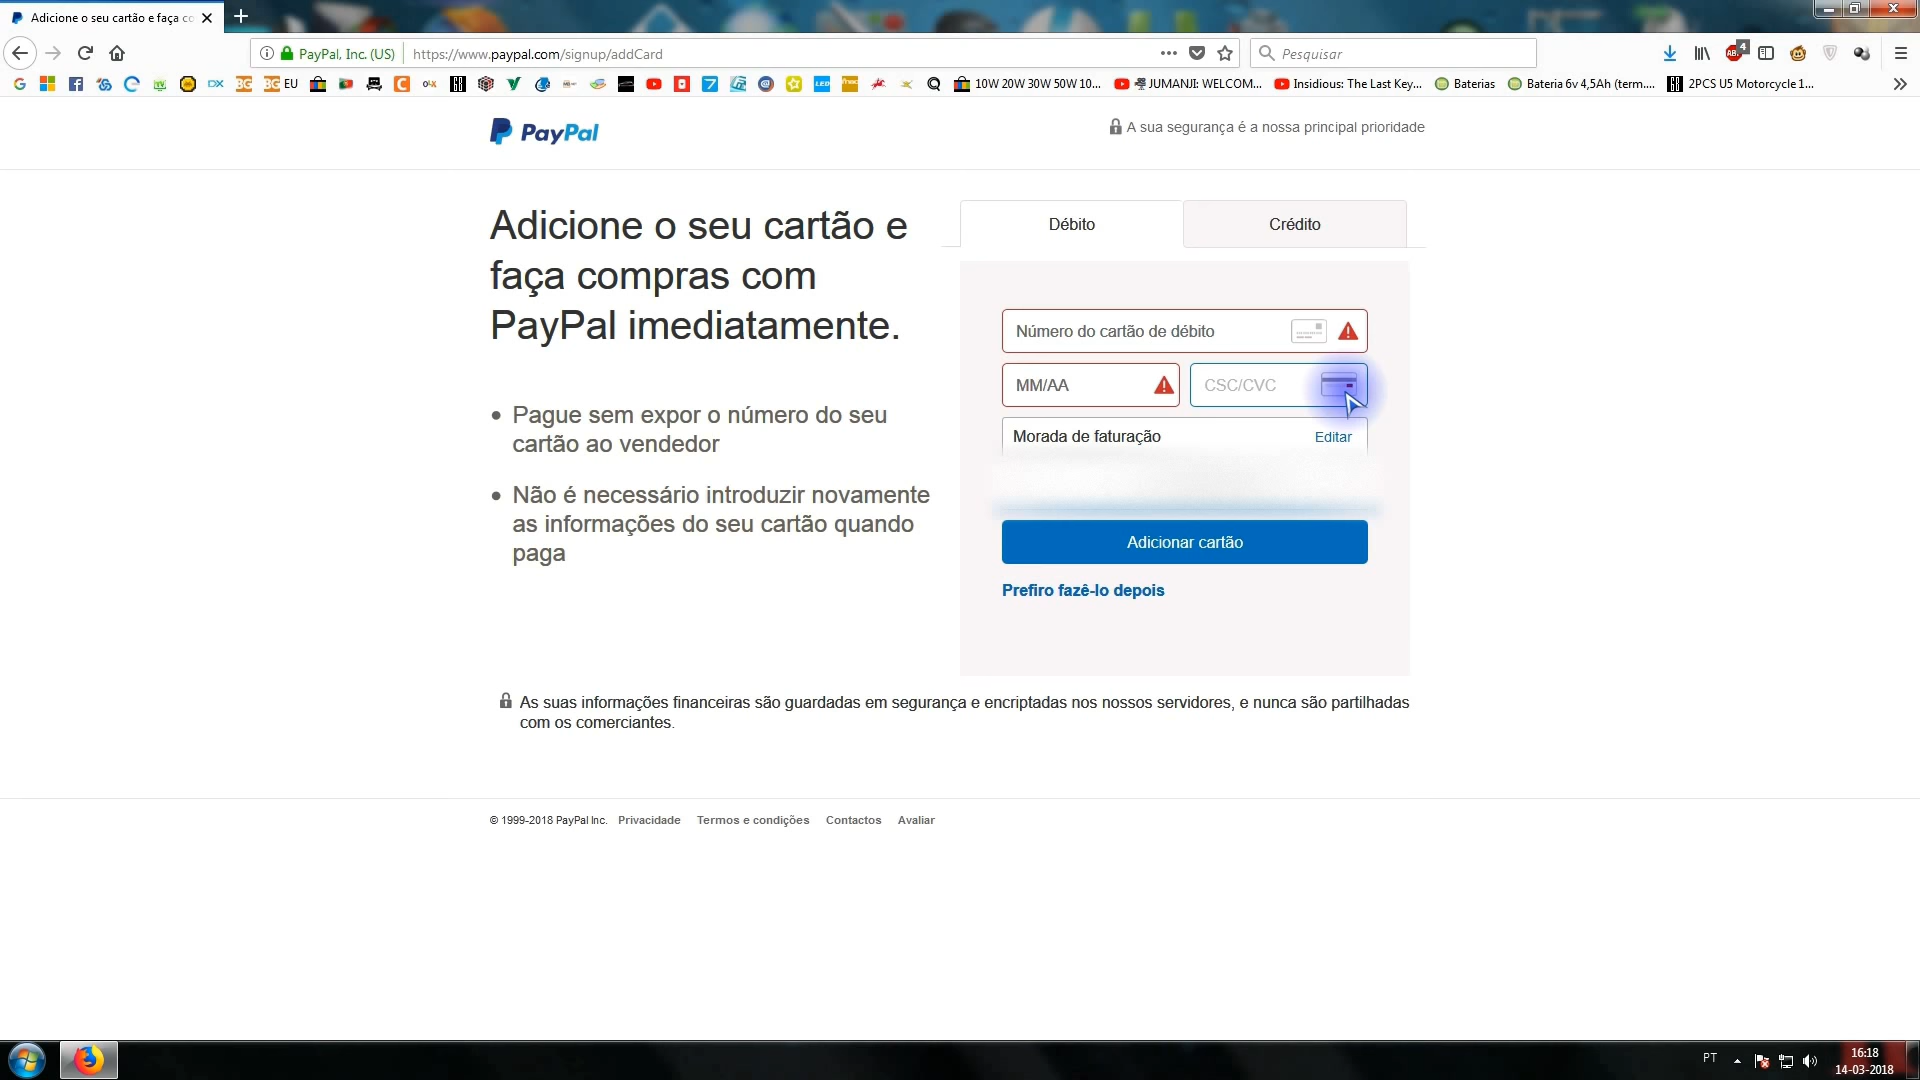 Adicione o seu cartão e faça co
PayPal, Inc. (US)
https://www.paypal.com/signup/addCard
Pesquisar
4
EU
10W 20W 30W 50W 10...
JUMANJI: WELCOM...
Insidious: The Last Key...
Baterias
Bateria 6v 4,5Ah (term....
2PCS U5 Motorcycle 1...
PayPal
A sua segurança é a nossa principal prioridade
Adicione o seu cartão e
faça compras com
PayPal imediatamente.
Pague sem expor o número do seu
cartão ao vendedor
Não é necessário introduzir novamente
as informações do seu cartão quando
paga
Débito
Crédito
Número do cartão de débito
MM/AA
CSC/CVC
Morada de faturação
Editar
Adicionar cartão
Prefiro fazê-lo depois
As suas informações financeiras são guardadas em segurança e encriptadas nos nossos servidores, e nunca são partilhadas
com os comerciantes.
© 1999-2018 PayPal Inc.
Privacidade
Termos e condições
Contactos
Avaliar
PT
16:18
14-03-2018